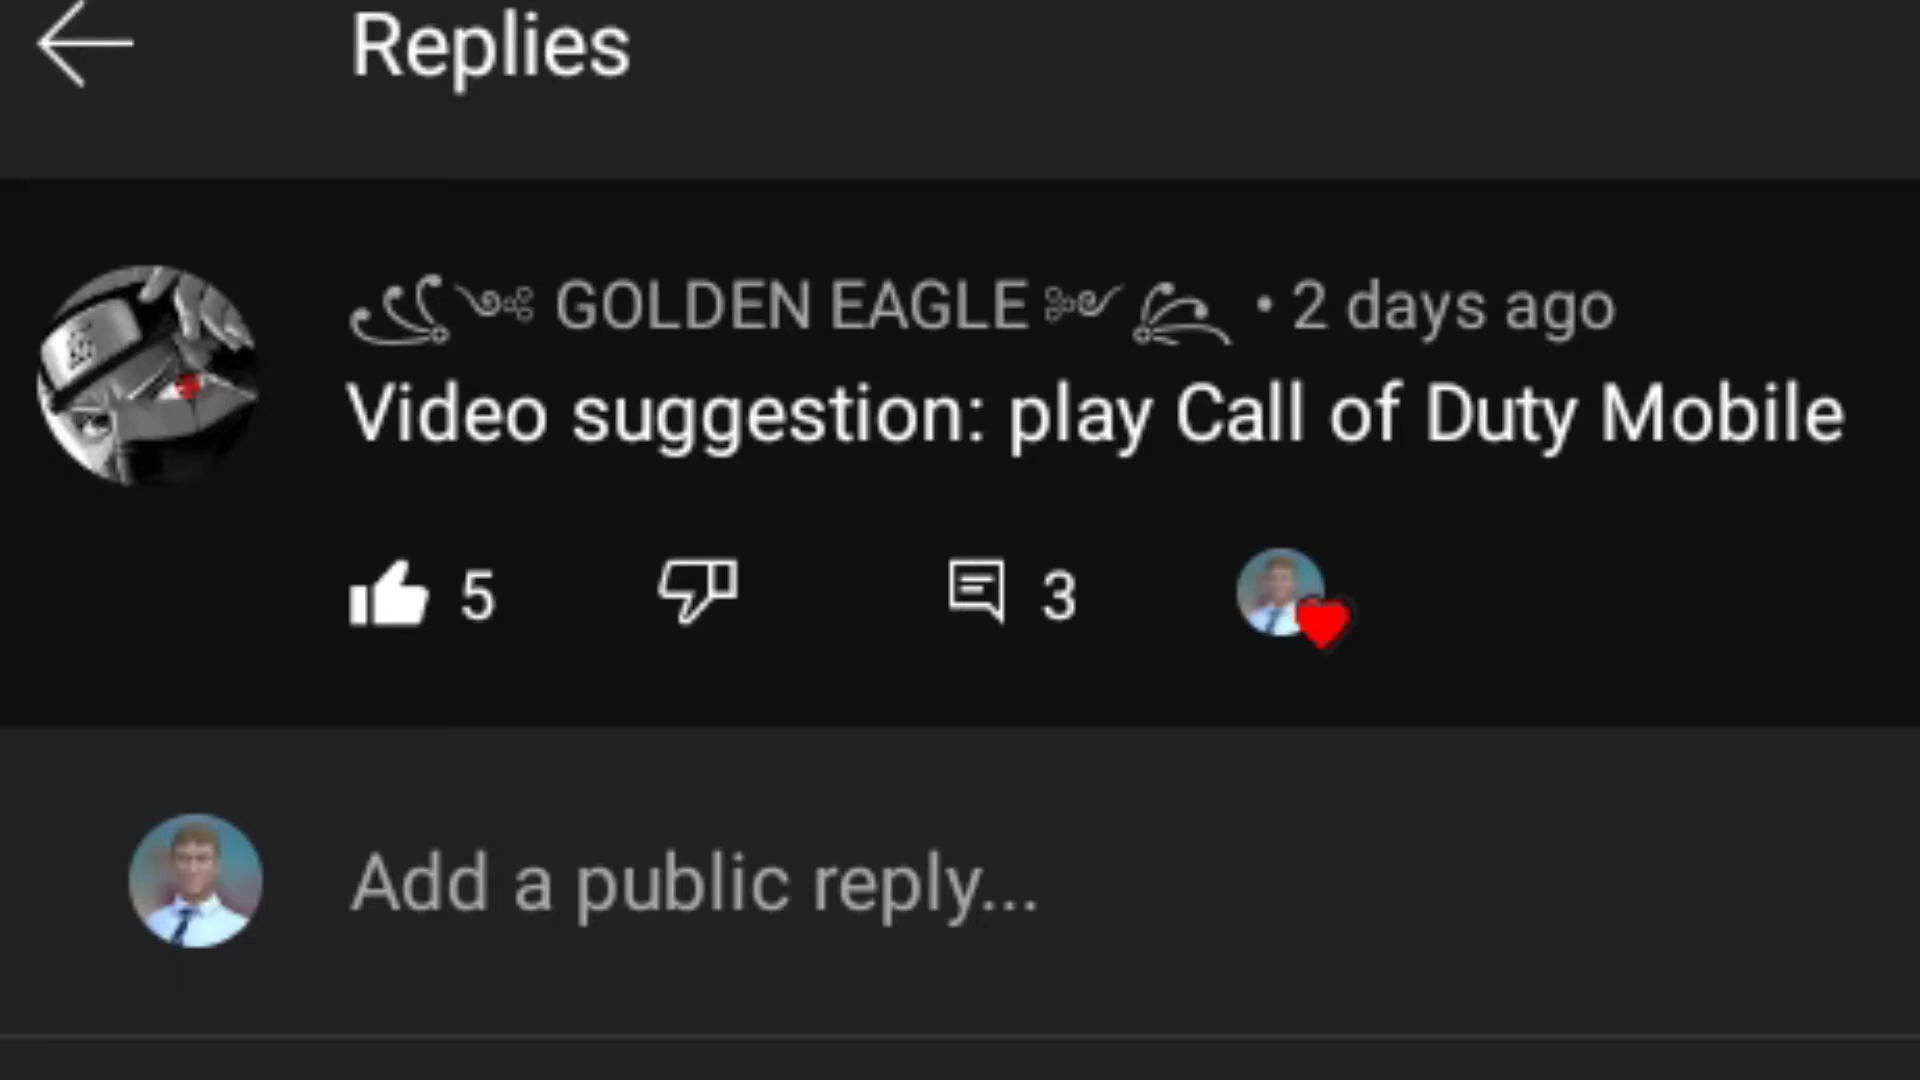 Replies
GOLDEN EAGLE • 2 days ago
Video suggestion: play Call of Duty Mobile
5 3
Add a public reply...